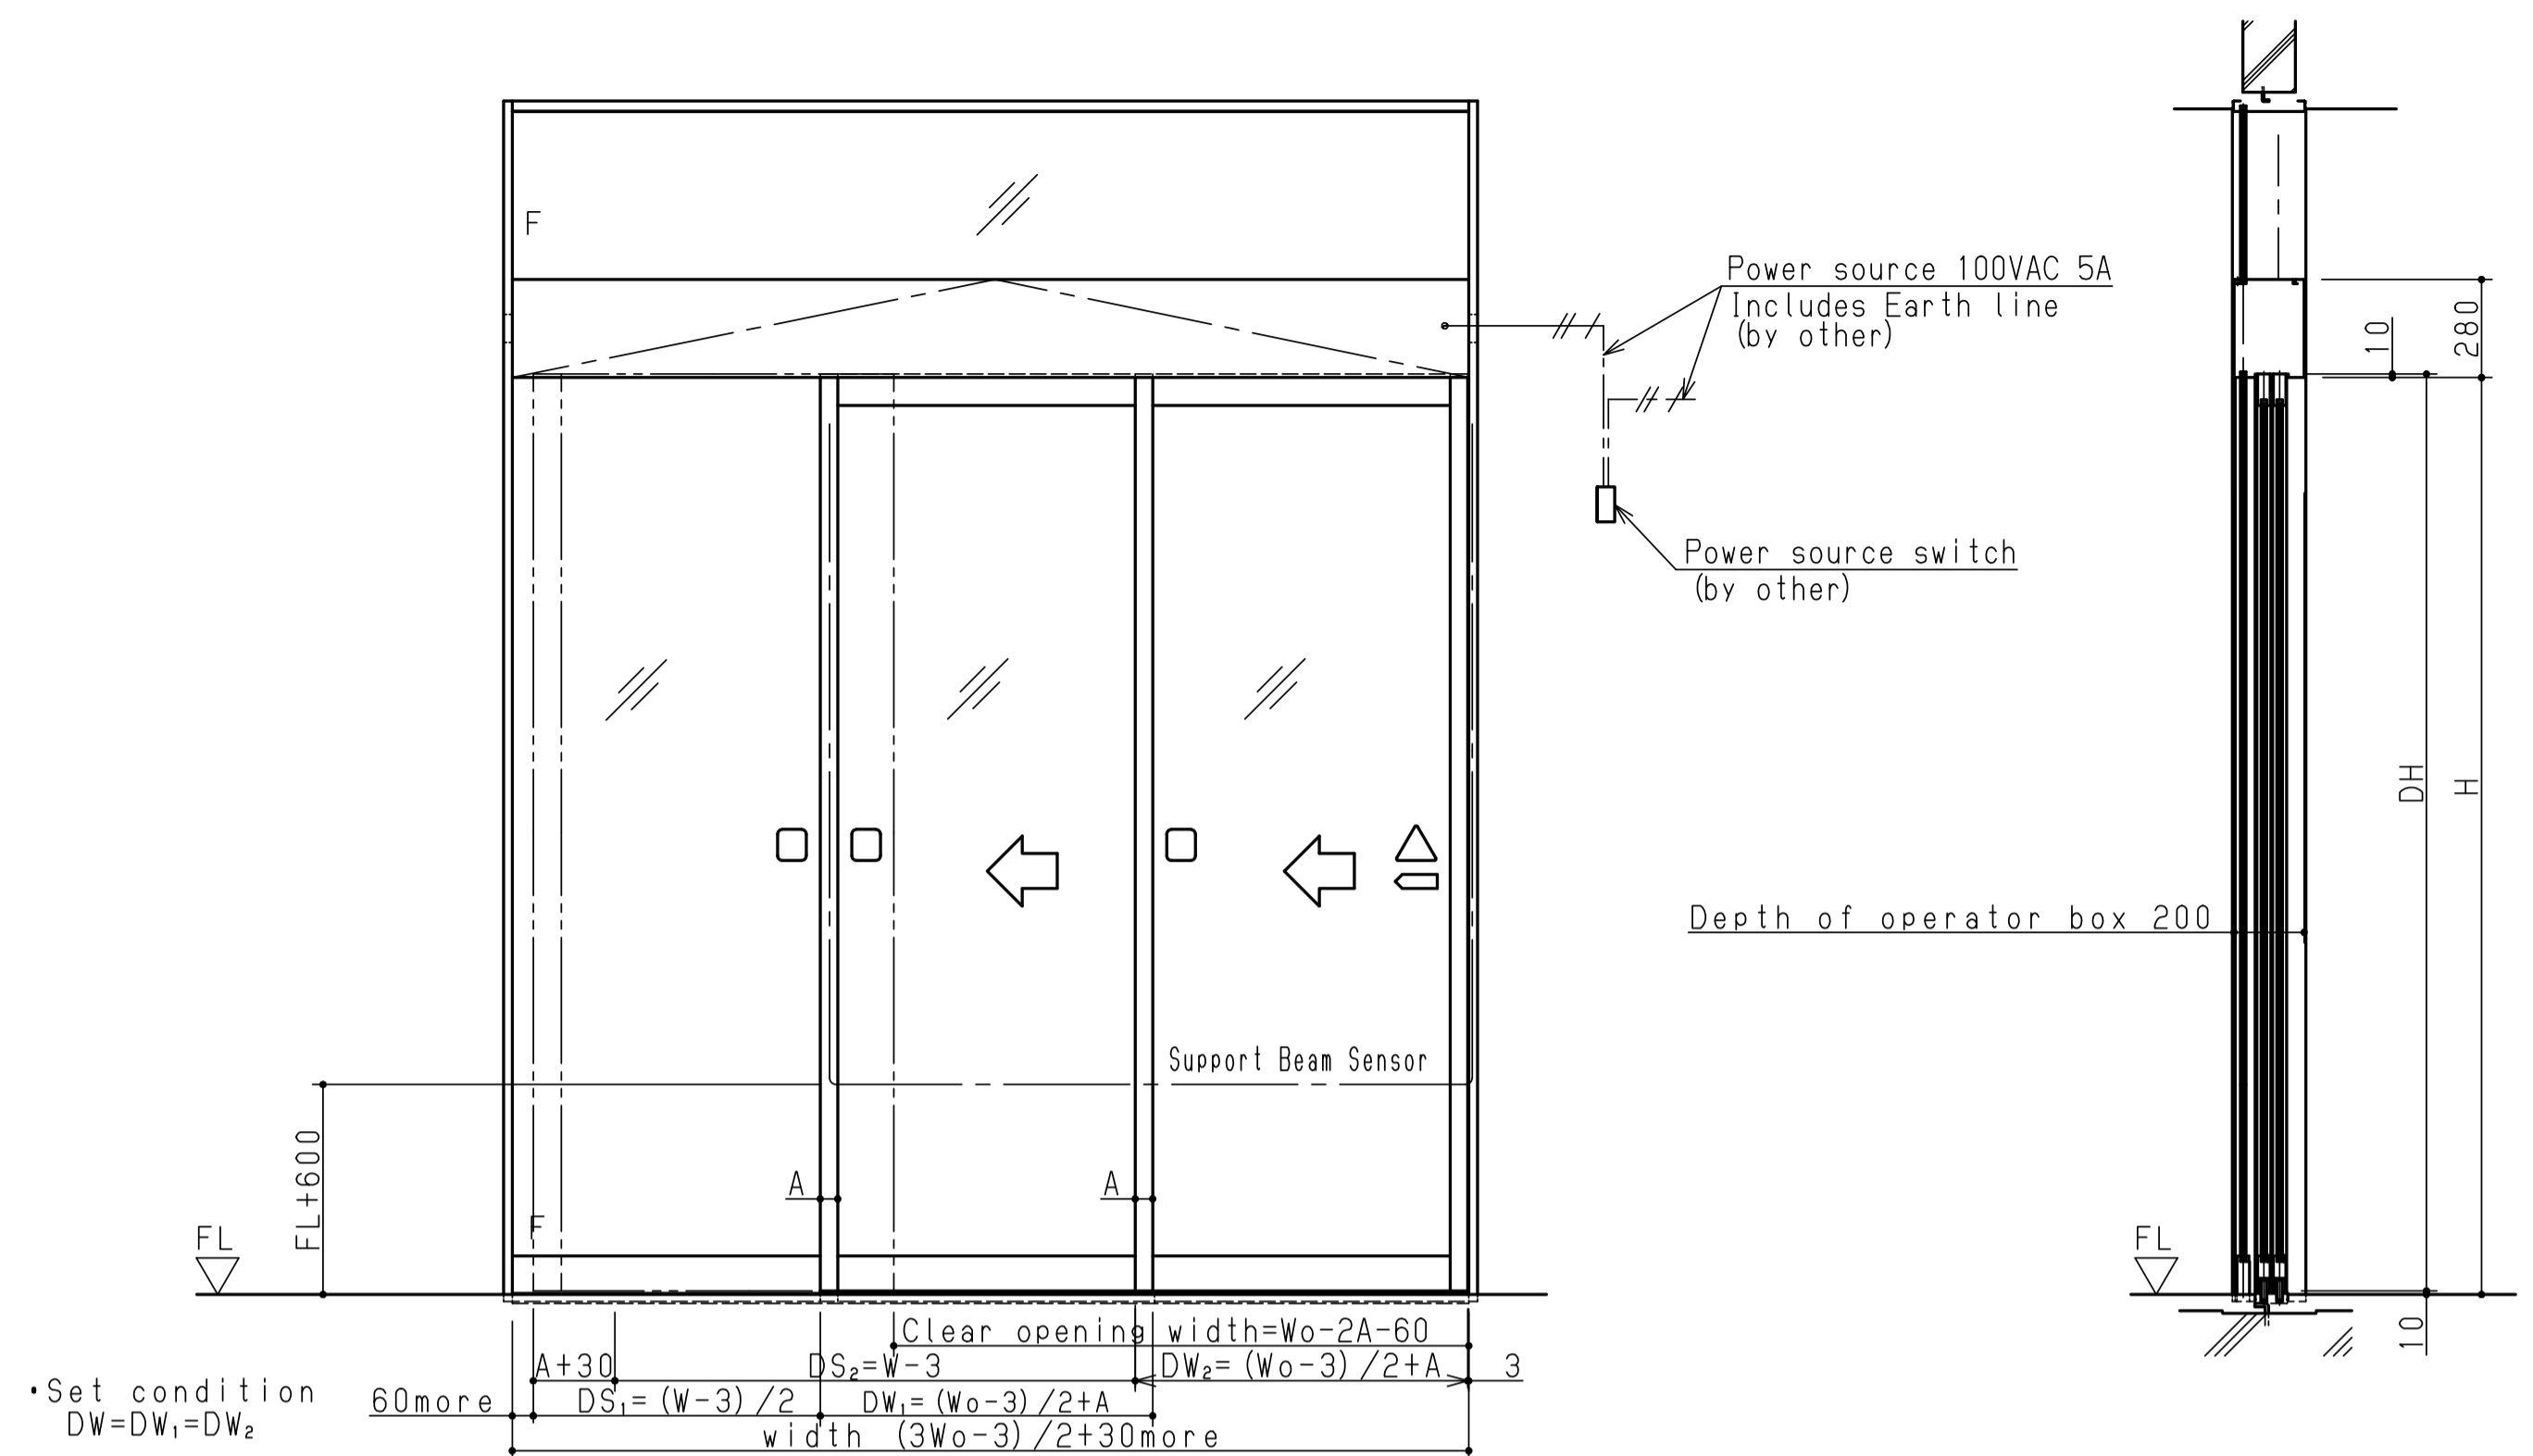 F
Power source 100VAC 5A
Includes Earth line
(by other)
10
280
Power source switch
(by other)
DH
H
Depth of operator box 200
Support Beam Sensor
FL+600
A
A
F
FL
FL
Clear opening width=Wo-2A-60
10
A+30
DS₂=W-3
DW₂=(Wo-3)/2+A
3
•Set condition
DW=DW₁=DW₂
60more
DS₁=(W-3)/2
DW₁=(Wo-3)/2+A
width (3Wo-3)/2+30more